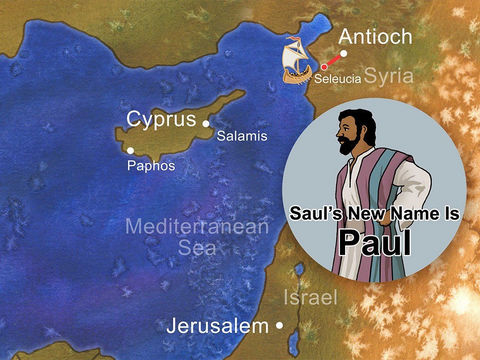 Antioch
Seleucia
Syria
Cyprus
Salamis
Paphos
Saul's New Name Is
Paul
Mediterranean
Sea
Israel
Jerusalem